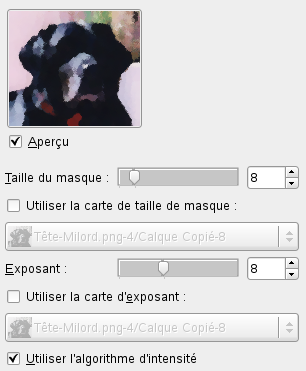 Aperçu
Taille du masque : 8
Utiliser la carte de taille de masque :
Tête-Milord.png-4/Calque Copié-8
Exposant : 8
Utiliser la carte d'exposant :
Tête-Milord.png-4/Calque Copié-8
Utiliser l'algorithme d'intensité